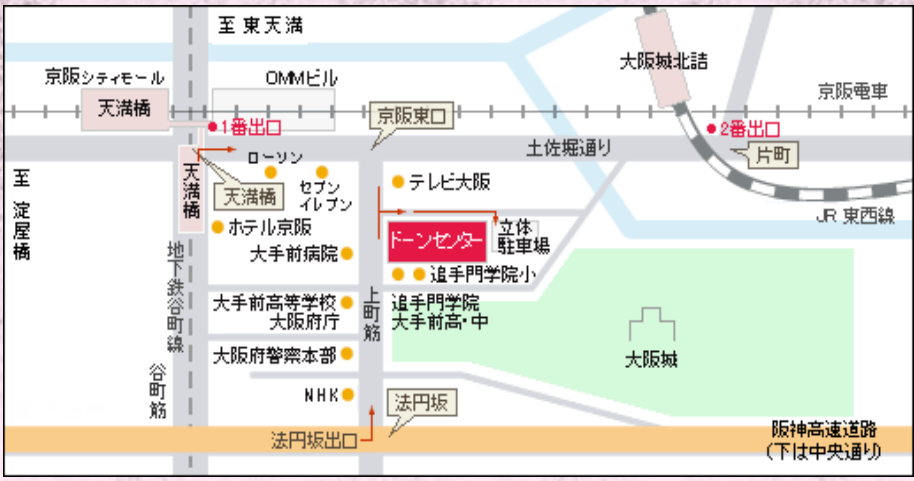 至 東天満
京阪シティモール
OMMビル
大阪城北詰
京阪電車
天満橋
1番出口
京阪東口
2番出口
土佐堀通り
片町
ローソン
至 淀屋橋
天満橋
天満橋
セブン
イレブン
テレビ大阪
JR 東西線
ホテル京阪
ドーンセンター
立体
駐車場
大手前病院
追手門学院小
地下鉄谷町線
上町筋
大手前高等学校
大阪府庁
追手門学院
大手前高・中
大阪府警察本部
大阪城
谷町筋
NHK
法円坂
法円坂出口
阪神高速道路
(下は中央通り)